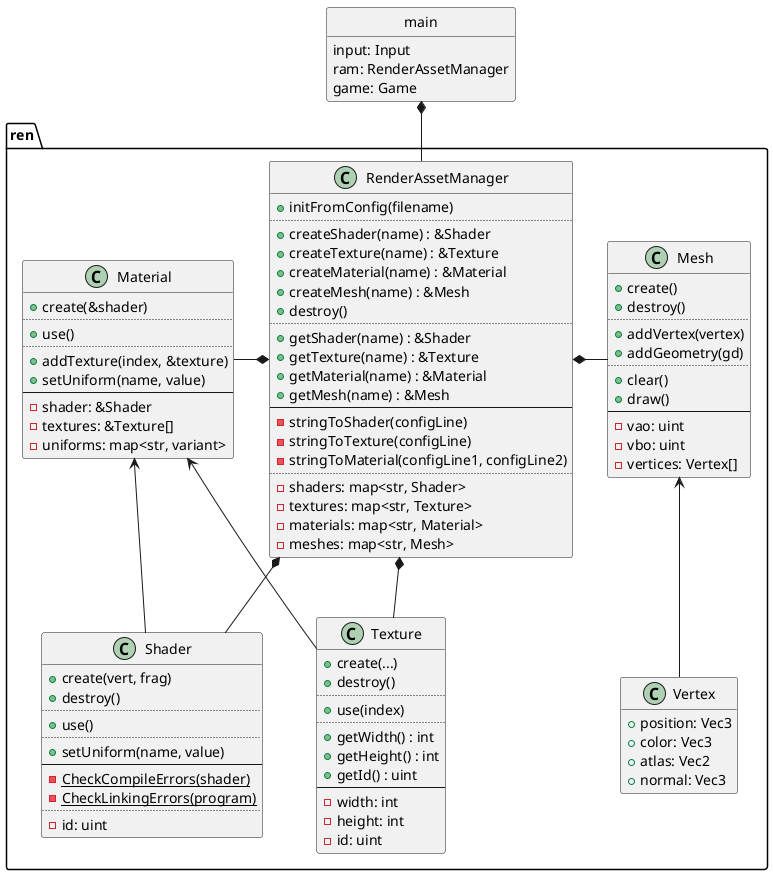 main
input: Input
ram: RenderAssetManager
game: Game
ren
C RenderAssetManager
initFromConfig(filename)
createShader(name) : &Shader
createTexture(name) : &Texture
createMaterial(name) : &Material
createMesh(name) : &Mesh
destroy()
getShader(name) : &Shader
getTexture(name) : &Texture
getMaterial(name) : &Material
getMesh(name) : &Mesh
stringToShader(configLine)
stringToTexture(configLine)
stringToMaterial(configLine1, configLine2)
shaders: map<str, Shader>
textures: map<str, Texture>
materials: map<str, Material>
meshes: map<str, Mesh>
C Material
create(&shader)
use()
addTexture(index, &texture)
setUniform(name, value)
shader: &Shader
textures: &Texture[]
uniforms: map<str, variant>
C Mesh
create()
destroy()
addVertex(vertex)
addGeometry(gd)
clear()
draw()
vao: uint
vbo: uint
vertices: Vertex[]
C Shader
create(vert, frag)
destroy()
use()
setUniform(name, value)
CheckCompileErrors(shader)
CheckLinkingErrors(program)
id: uint
C Texture
create(...)
destroy()
use(index)
getWidth() : int
getHeight() : int
getId() : uint
width: int
height: int
id: uint
C Vertex
position: Vec3
color: Vec3
atlas: Vec2
normal: Vec3